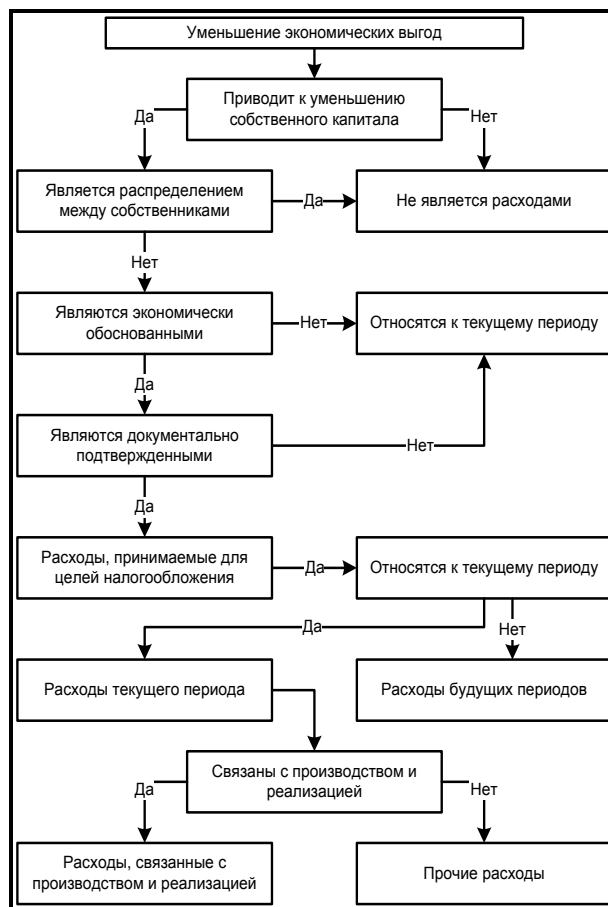 Уменьшение экономических выгод
Приводит к уменьшению
собственного капитала
Да
Нет
Является распределением
между собственниками
Да
Не является расходами
Нет
Являются экономически
обоснованными
Нет
Относятся к текущему периоду
Да
Являются документально
подтвержденными
Нет
Да
Расходы, принимаемые для
целей налогообложения
Да
Относятся к текущему периоду
Да
Нет
Расходы текущего периода
Расходы будущих периодов
Связаны с производством и
реализацией
Да
Нет
Расходы, связанные с
производством и реализацией
Прочие расходы